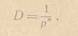 D = 1/p*,